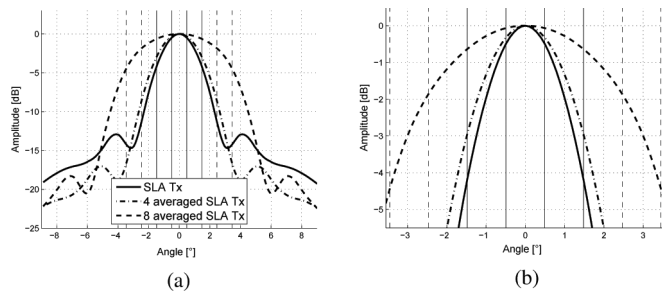 0
−5
−10
−15
−20
−25
Amplitude [dB]
SLA Tx
4 averaged SLA Tx
8 averaged SLA Tx
−8 −6 −4 −2 0 2 4 6 8
Angle [°]
(a)
0
−1
−2
−3
−4
−5
Amplitude [dB]
−3 −2 −1 0 1 2 3
Angle [°]
(b)